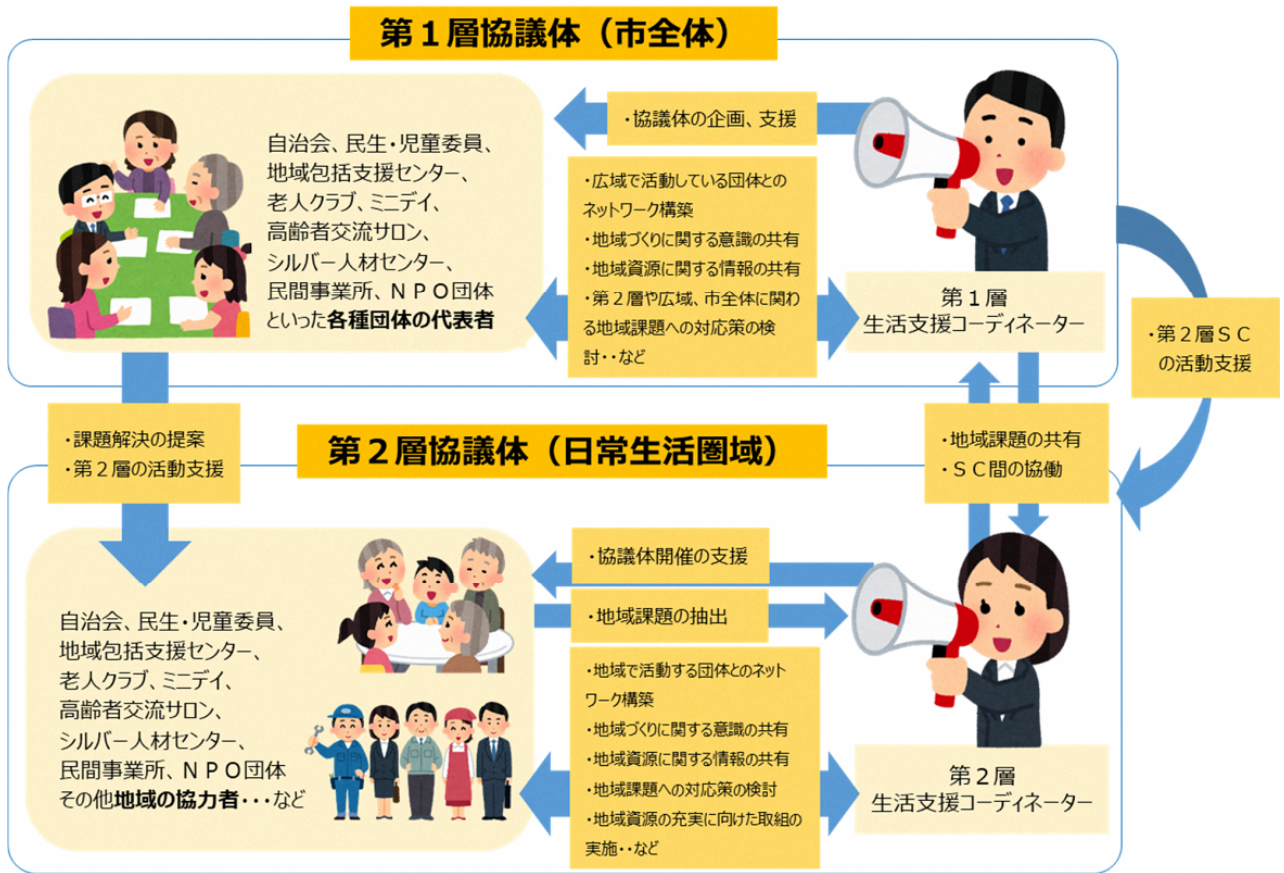 第１層協議体（市全体）
自治会、民生・児童委員、
地域包括支援センター、
老人クラブ、ミニデイ、
高齢者交流サロン、
シルバー人材センター、
民間事業所、ＮＰＯ団体
といった各種団体の代表者
・協議体の企画、支援
・広域で活動している団体との
ネットワーク構築
・地域づくりに関する意識の共有
・地域資源に関する情報の共有
・第２層や広域、市全体に関わ
る地域課題への対応策の検
討・・など
第１層
生活支援コーディネーター
・第２層ＳＣ
の活動支援
・課題解決の提案
・第２層の活動支援
・地域課題の共有
・ＳＣ間の協働
第２層協議体（日常生活圏域）
自治会、民生・児童委員、
地域包括支援センター、
老人クラブ、ミニデイ、
高齢者交流サロン、
シルバー人材センター、
民間事業所、ＮＰＯ団体
その他地域の協力者・・・など
・協議体開催の支援
・地域課題の抽出
・地域で活動する団体とのネット
ワーク構築
・地域づくりに関する意識の共有
・地域資源に関する情報の共有
・地域課題への対応策の検討
・地域資源の充実に向けた取組の
実施・・など
第２層
生活支援コーディネーター